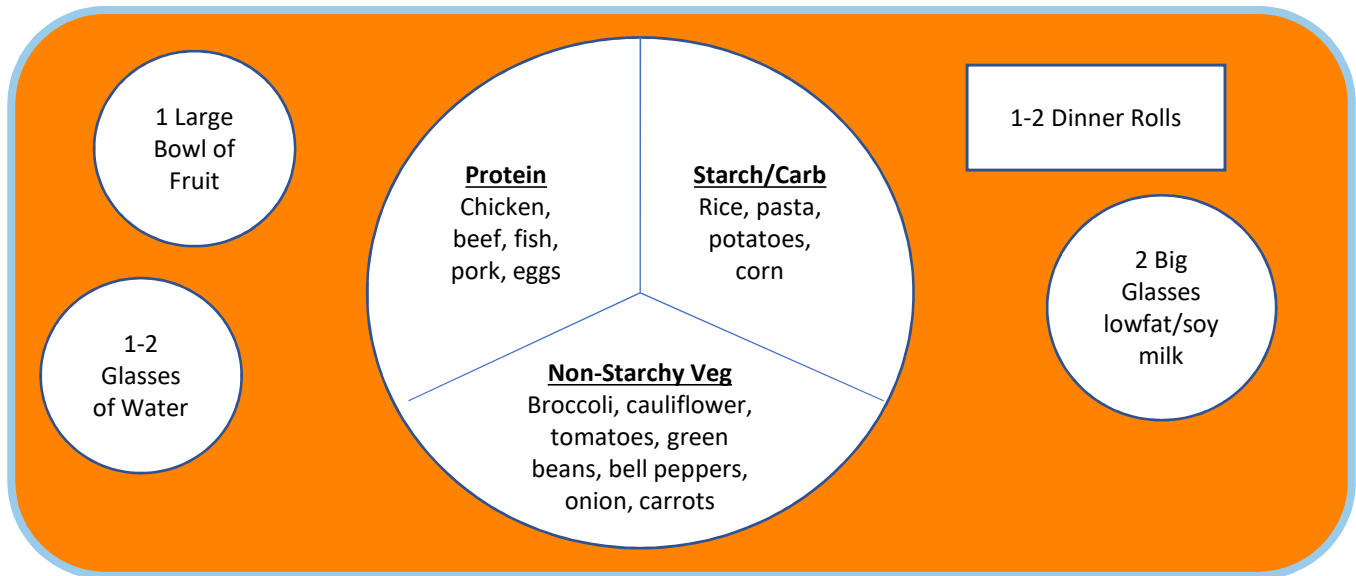 1 Large
Bowl of
Fruit
1-2
Glasses
of Water
Protein
Chicken,
beef, fish,
pork, eggs
Starch/Carb
Rice, pasta,
potatoes,
corn
Non-Starchy Veg
Broccoli, cauliflower,
tomatoes, green
beans, bell peppers,
onion, carrots
1-2 Dinner Rolls
2 Big
Glasses
lowfat/soy
milk